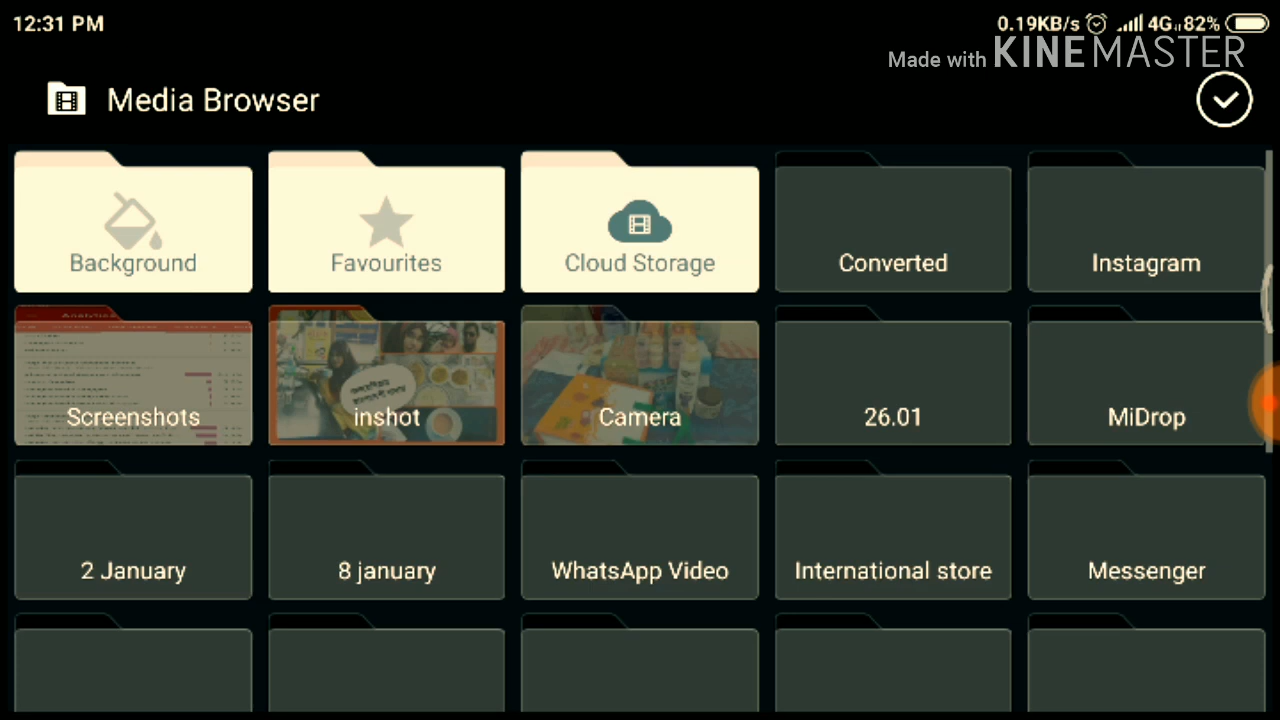 12:31 PM
0.19KB/s 4G 82%
Made with KINEMASTER
Media Browser
Background
Favourites
Cloud Storage
Converted
Instagram
Analytics
Screenshots
inshot
Camera
26.01
MiDrop
2 January
8 january
WhatsApp Video
International store
Messenger